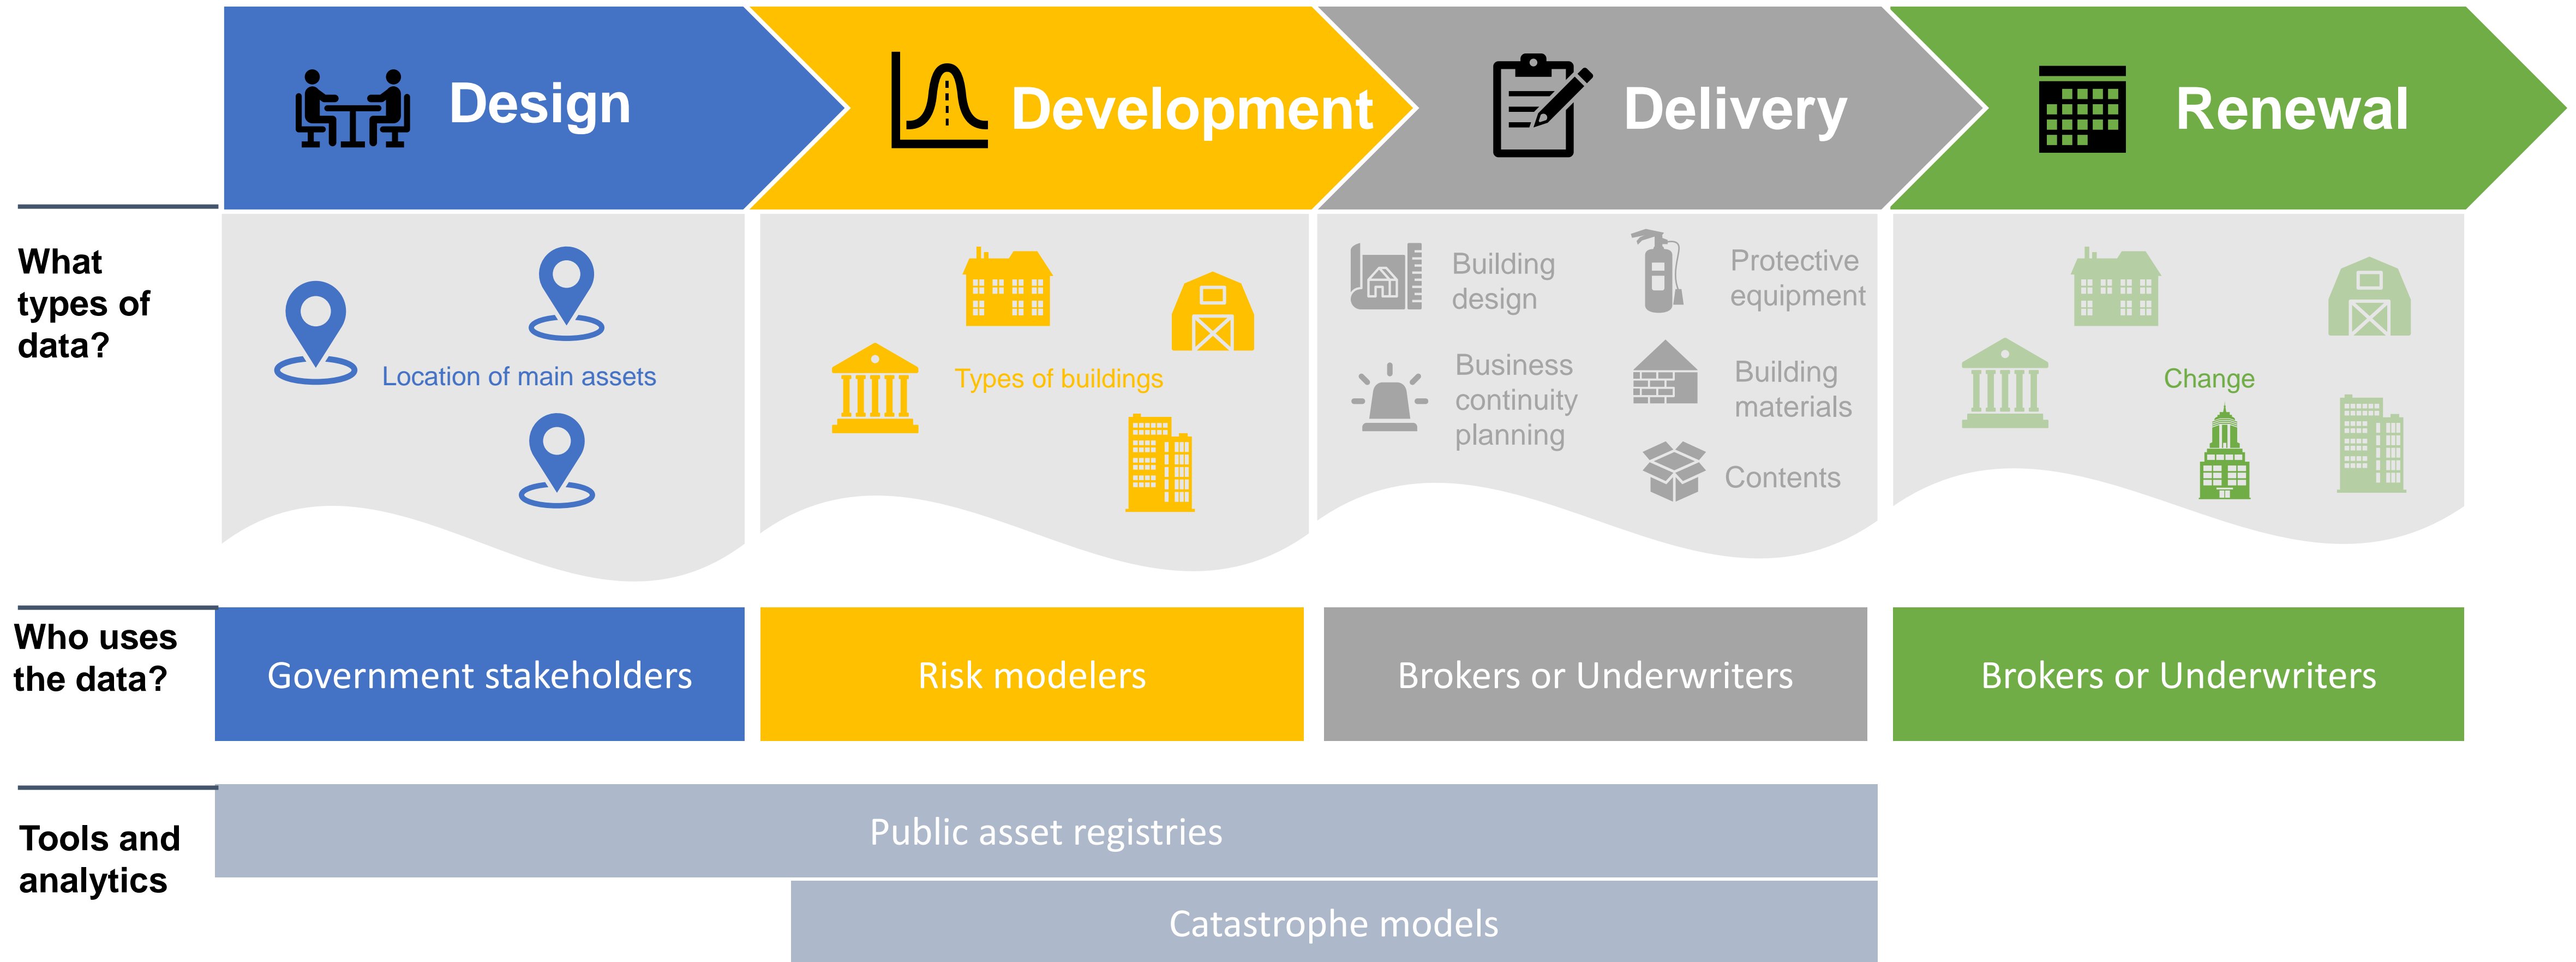 Design
Development
Delivery
Renewal
What
types of
data?
Location of main assets
Types of buildings
Building
design
Protective
equipment
Business
continuity
planning
Building
materials
Contents
Change
Who uses
the data?
Government stakeholders
Risk modelers
Brokers or Underwriters
Brokers or Underwriters
Tools and
analytics
Public asset registries
Catastrophe models